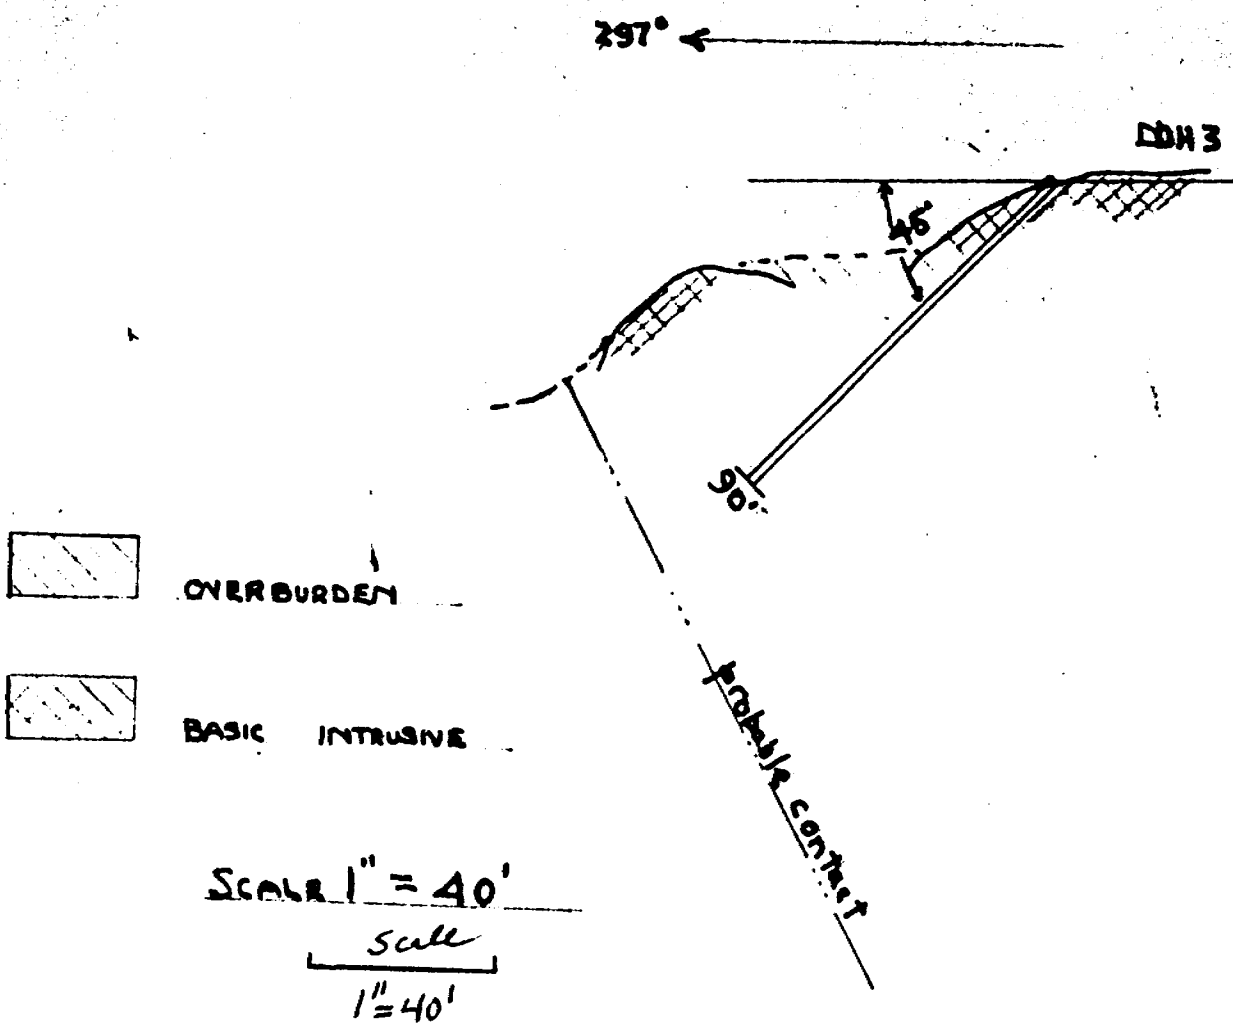 297°
DDH 3
45°
90'
OVERBURDEN
BASIC INTRUSIVE
probable contact
SCALE 1" = 40'
scale
1" = 40'